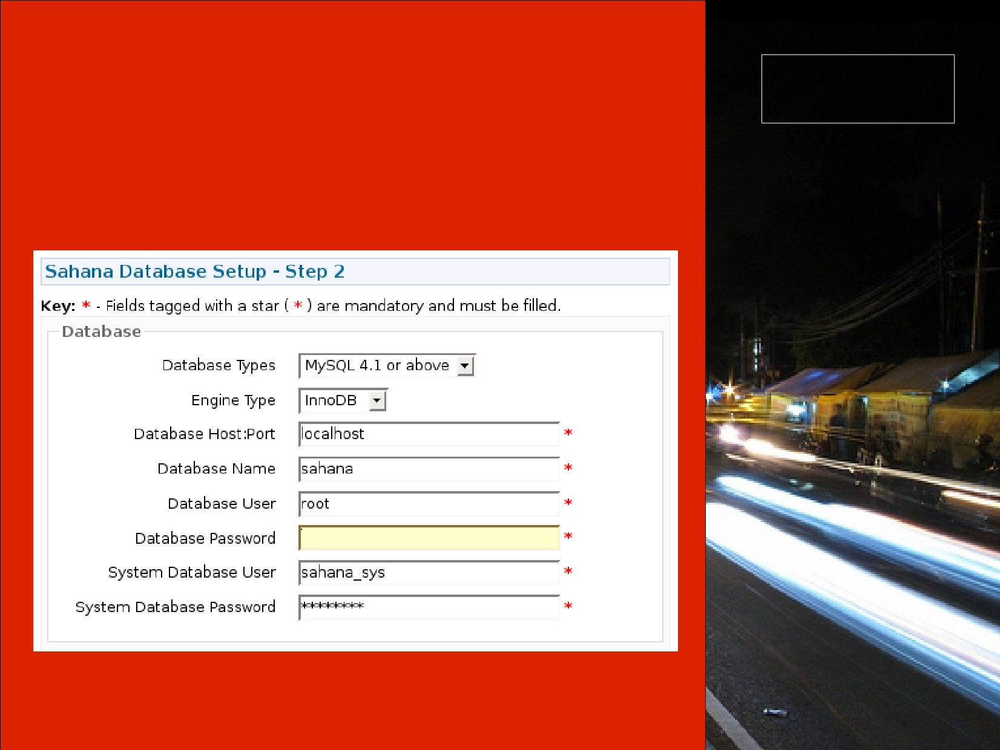 Sahana Database Setup - Step 2
Key: * - Fields tagged with a star ( * ) are mandatory and must be filled.
Database
Database Types MySQL 4.1 or above
Engine Type InnoDB
Database Host:Port localhost *
Database Name sahana *
Database User root *
Database Password *
System Database User sahana_sys *
System Database Password ********* *